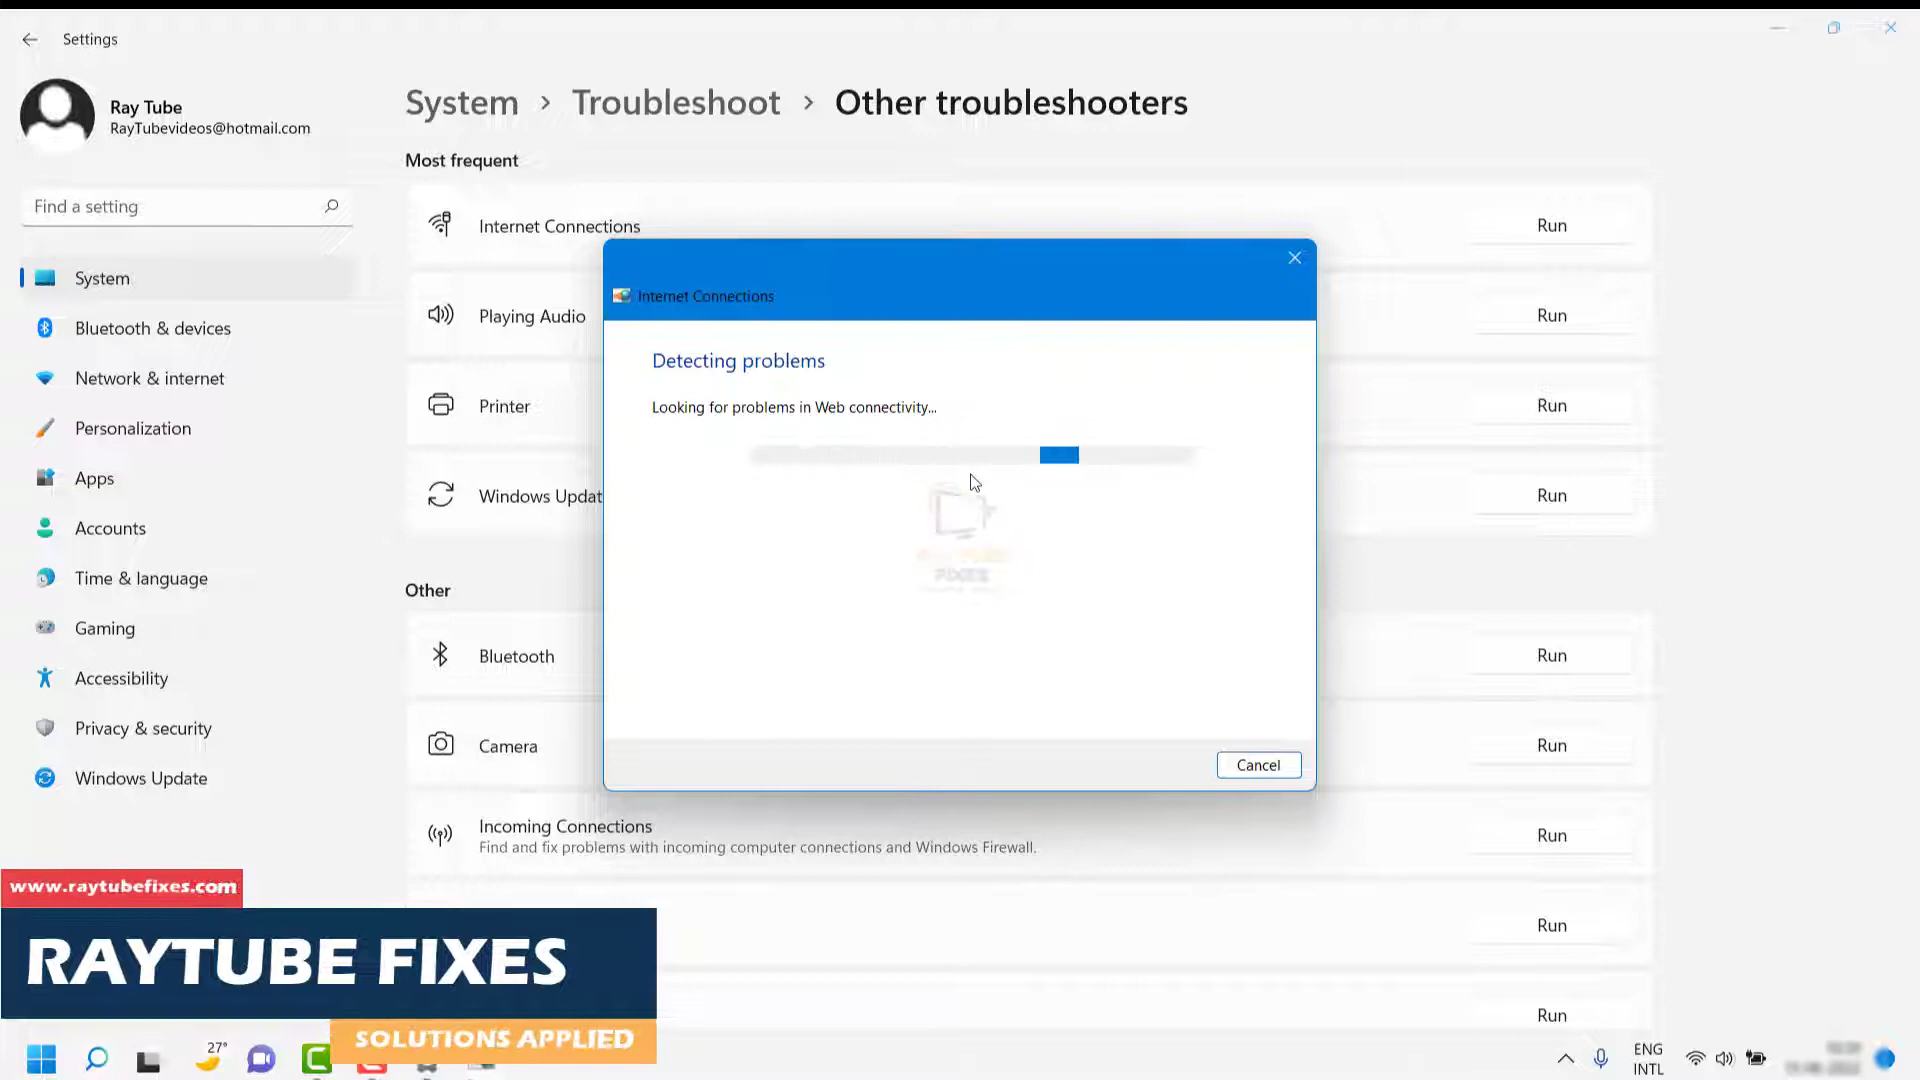 Settings
Ray Tube
RayTubevideos@hotmail.com
Find a setting
System
Bluetooth & devices
Network & internet
Personalization
Apps
Accounts
Time & language
Gaming
Accessibility
Privacy & security
Windows Update
System > Troubleshoot > Other troubleshooters
Most frequent
Internet Connections
Run
Playing Audio
Run
Printer
Run
Windows Updat
Run
Other
Bluetooth
Run
Camera
Run
Incoming Connections
Find and fix problems with incoming computer connections and Windows Firewall.
Run
Run
Run
Internet Connections
Detecting problems
Looking for problems in Web connectivity...
FIXES
Cancel
www.raytubefixes.com
RAYTUBE FIXES
SOLUTIONS APPLIED
27°
ENG
INTL